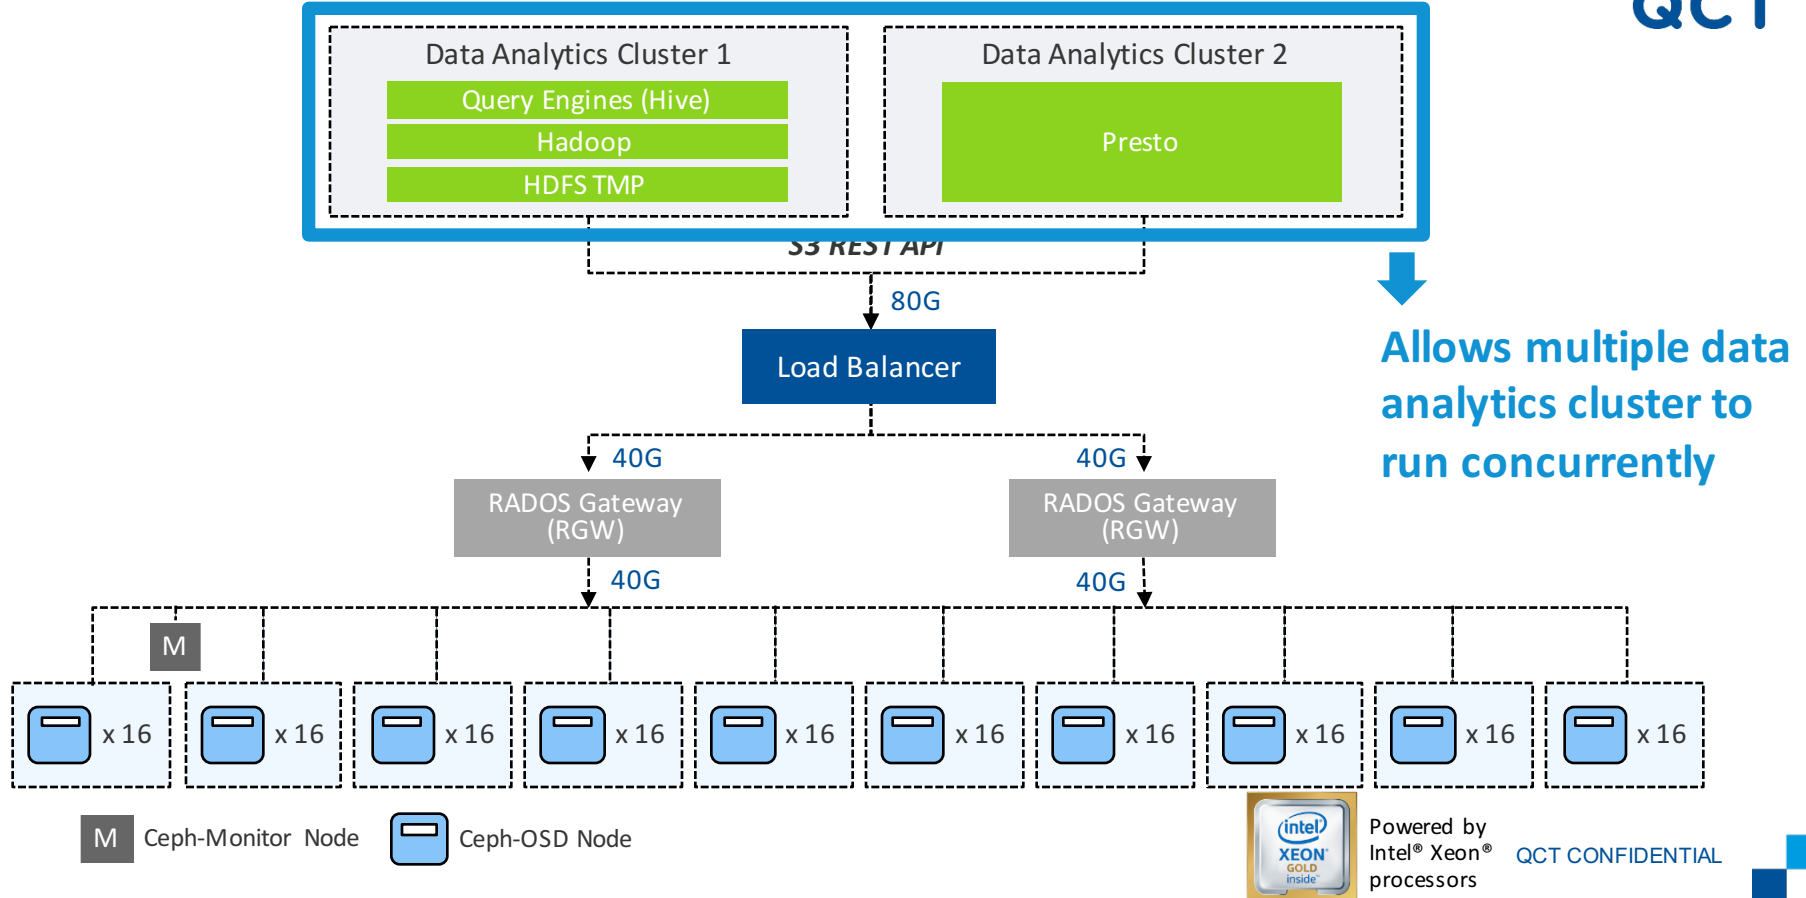 QCT
Data Analytics Cluster 1
Query Engines (Hive)
Hadoop
HDFS TMP
Data Analytics Cluster 2
Presto
S3 REST API
80G
Load Balancer
Allows multiple data
analytics cluster to
run concurrently
40G
40G
RADOS Gateway
(RGW)
RADOS Gateway
(RGW)
40G
40G
M
x 16
x 16
x 16
x 16
x 16
x 16
x 16
x 16
x 16
x 16
M Ceph-Monitor Node
Ceph-OSD Node
intel
XEON
GOLD
inside™
Powered by
Intel® Xeon®
processors
QCT CONFIDENTIAL